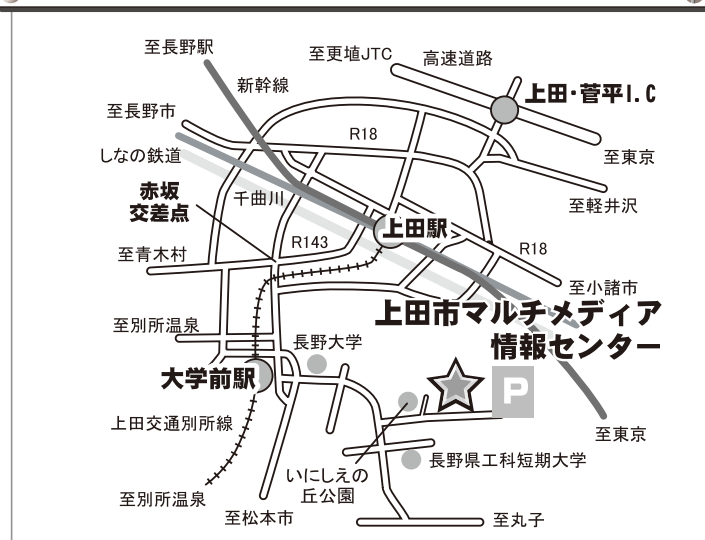 至長野駅
至更埴JTC
高速道路
新幹線
上田・菅平I.C
至長野市
R18
しなの鉄道
至東京
赤坂
交差点
千曲川
至軽井沢
上田駅
R143
R18
至青木村
至小諸市
上田市マルチメディア
情報センター
至別所温泉
長野大学
大学前駅
P
上田交通別所線
至東京
長野県工科短期大学
いにしえの
丘公園
至別所温泉
至松本市
至丸子